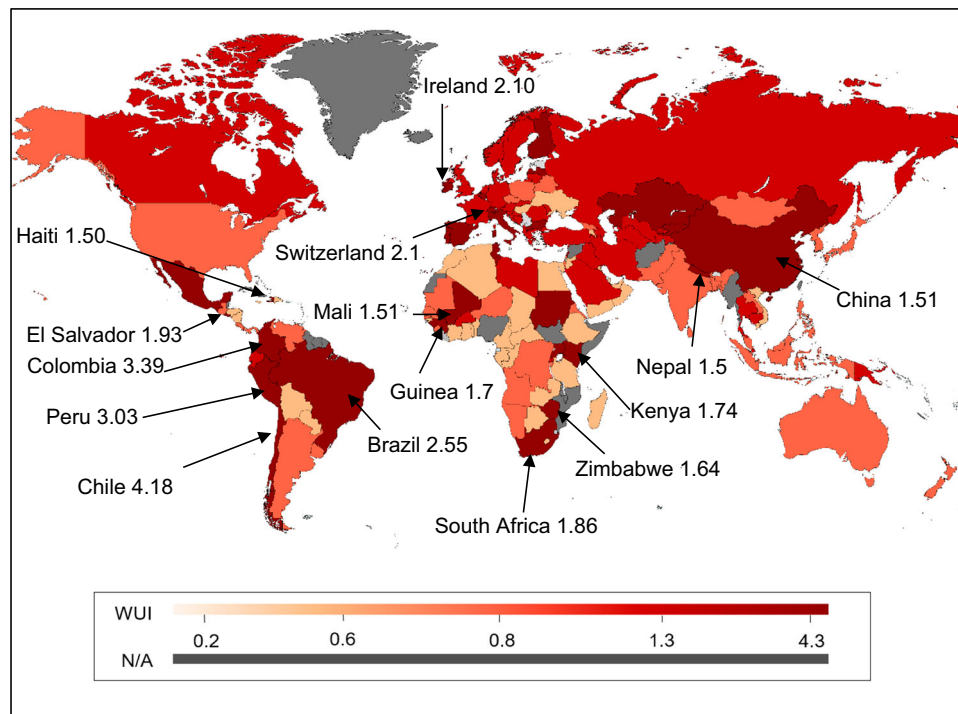 Ireland 2.10
Haiti 1.50
Switzerland 2.1
Mali 1.51
China 1.51
El Salvador 1.93
Colombia 3.39
Nepal 1.5
Guinea 1.7
Kenya 1.74
Peru 3.03
Brazil 2.55
Zimbabwe 1.64
Chile 4.18
South Africa 1.86
WUI
0.2 0.6 0.8 1.3 4.3
N/A